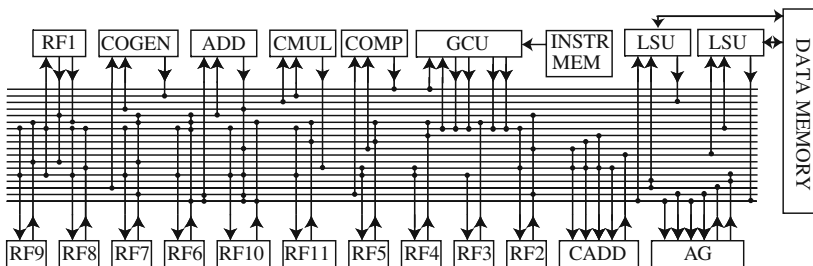 RF1
COGEN
ADD
CMUL
COMP
GCU
INSTR
MEM
LSU
LSU
DATA MEMORY
RF9
RF8
RF7
RF6
RF10
RF11
RF5
RF4
RF3
RF2
CADD
AG